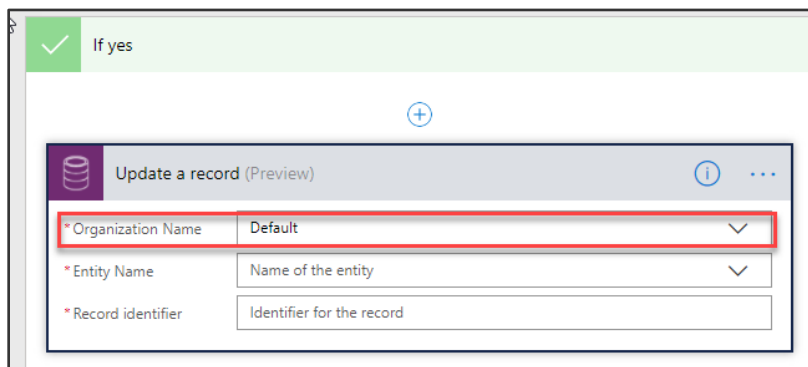 If yes
Update a record (Preview)
* Organization Name Default
* Entity Name Name of the entity
* Record identifier Identifier for the record